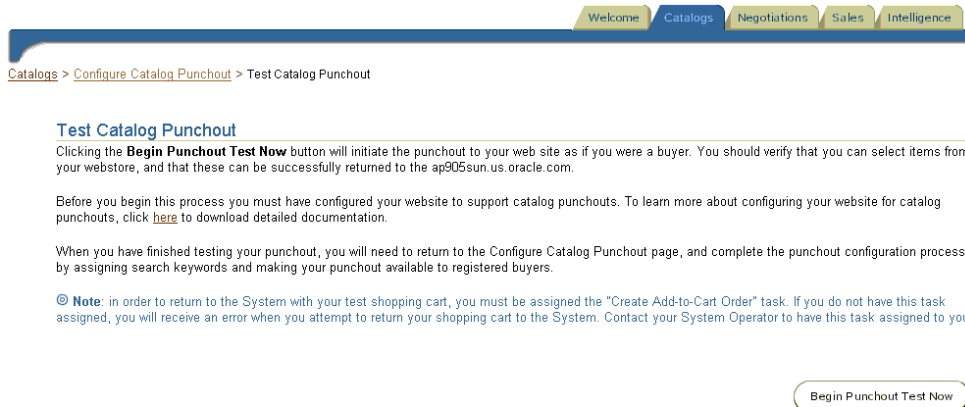 Welcome Catalogs Negotiations Sales Intelligence
Catalogs > Configure Catalog Punchout > Test Catalog Punchout
Test Catalog Punchout
Clicking the Begin Punchout Test Now button will initiate the punchout to your web site as if you were a buyer. You should verify that you can select items from
your webstore, and that these can be successfully returned to the ap905sun.us.oracle.com.
Before you begin this process you must have configured your website to support catalog punchouts. To learn more about configuring your website for catalog
punchouts, click here to download detailed documentation.
When you have finished testing your punchout, you will need to return to the Configure Catalog Punchout page, and complete the punchout configuration process
by assigning search keywords and making your punchout available to registered buyers.
Note: in order to return to the System with your test shopping cart, you must be assigned the "Create Add-to-Cart Order" task. If you do not have this task
assigned, you will receive an error when you attempt to return your shopping cart to the System. Contact your System Operator to have this task assigned to you
Begin Punchout Test Now